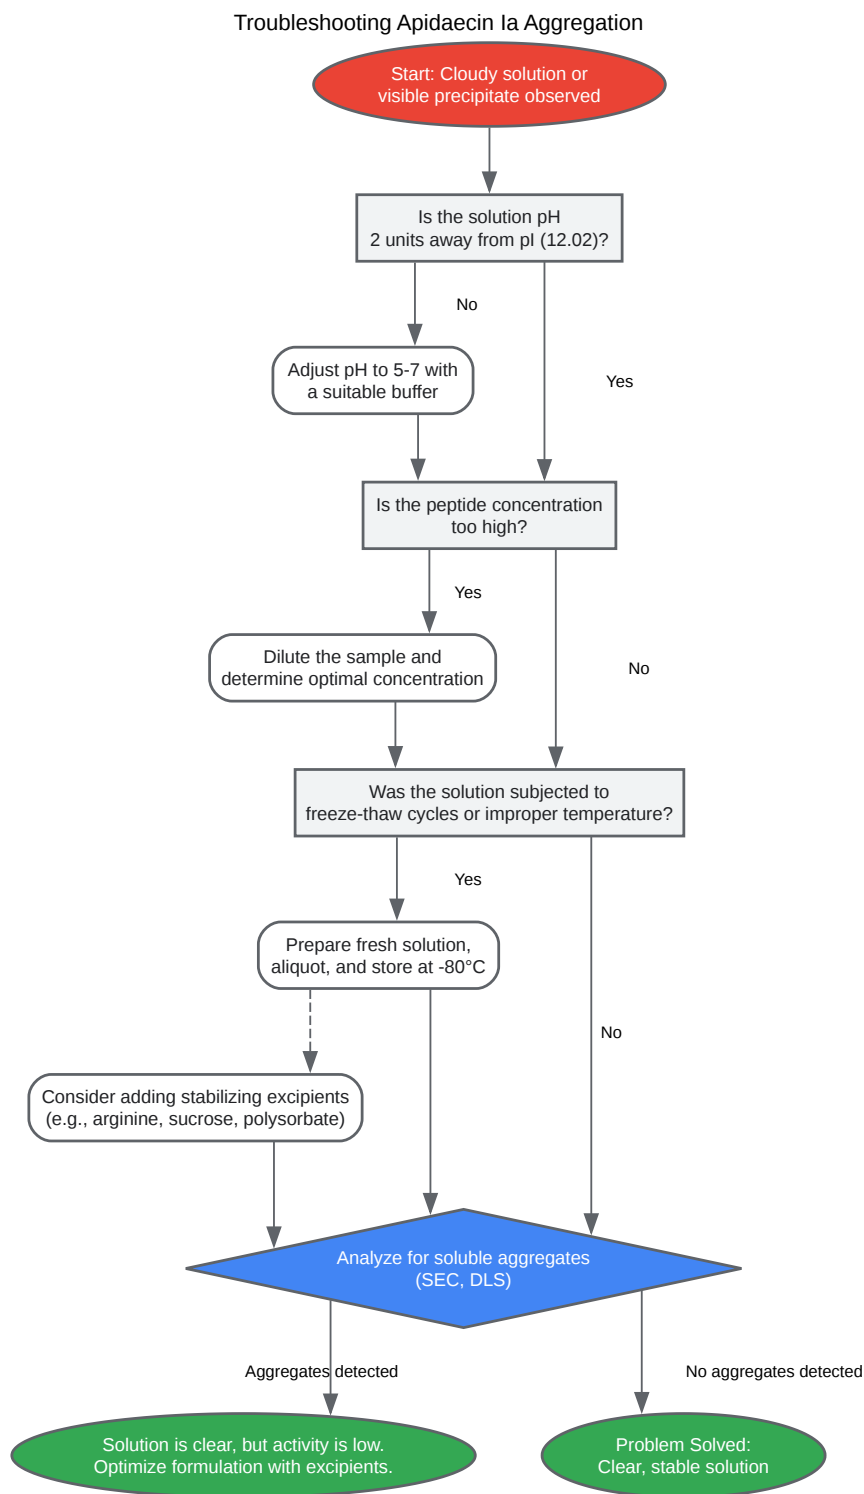 Troubleshooting Apidaecin Ia Aggregation
Start: Cloudy solution or
visible precipitate observed
Is the solution pH
2 units away from pI (12.02)?
No
Adjust pH to 5-7 with
a suitable buffer
Yes
Is the peptide concentration
too high?
Yes
Dilute the sample and
determine optimal concentration
No
Was the solution subjected to
freeze-thaw cycles or improper temperature?
Yes
Prepare fresh solution,
aliquot, and store at -80°C
No
Consider adding stabilizing excipients
(e.g., arginine, sucrose, polysorbate)
Analyze for soluble aggregates
(SEC, DLS)
Aggregates detected
No aggregates detected
Solution is clear, but activity is low.
Optimize formulation with excipients.
Problem Solved:
Clear, stable solution